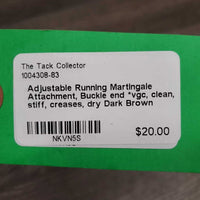 The Tack Collector
1004308-83
Adjustable Running Martingale
Attachment, Buckle end *vgc, clean,
stiff, creases, dry Dark Brown
$20.00
NKVN5S